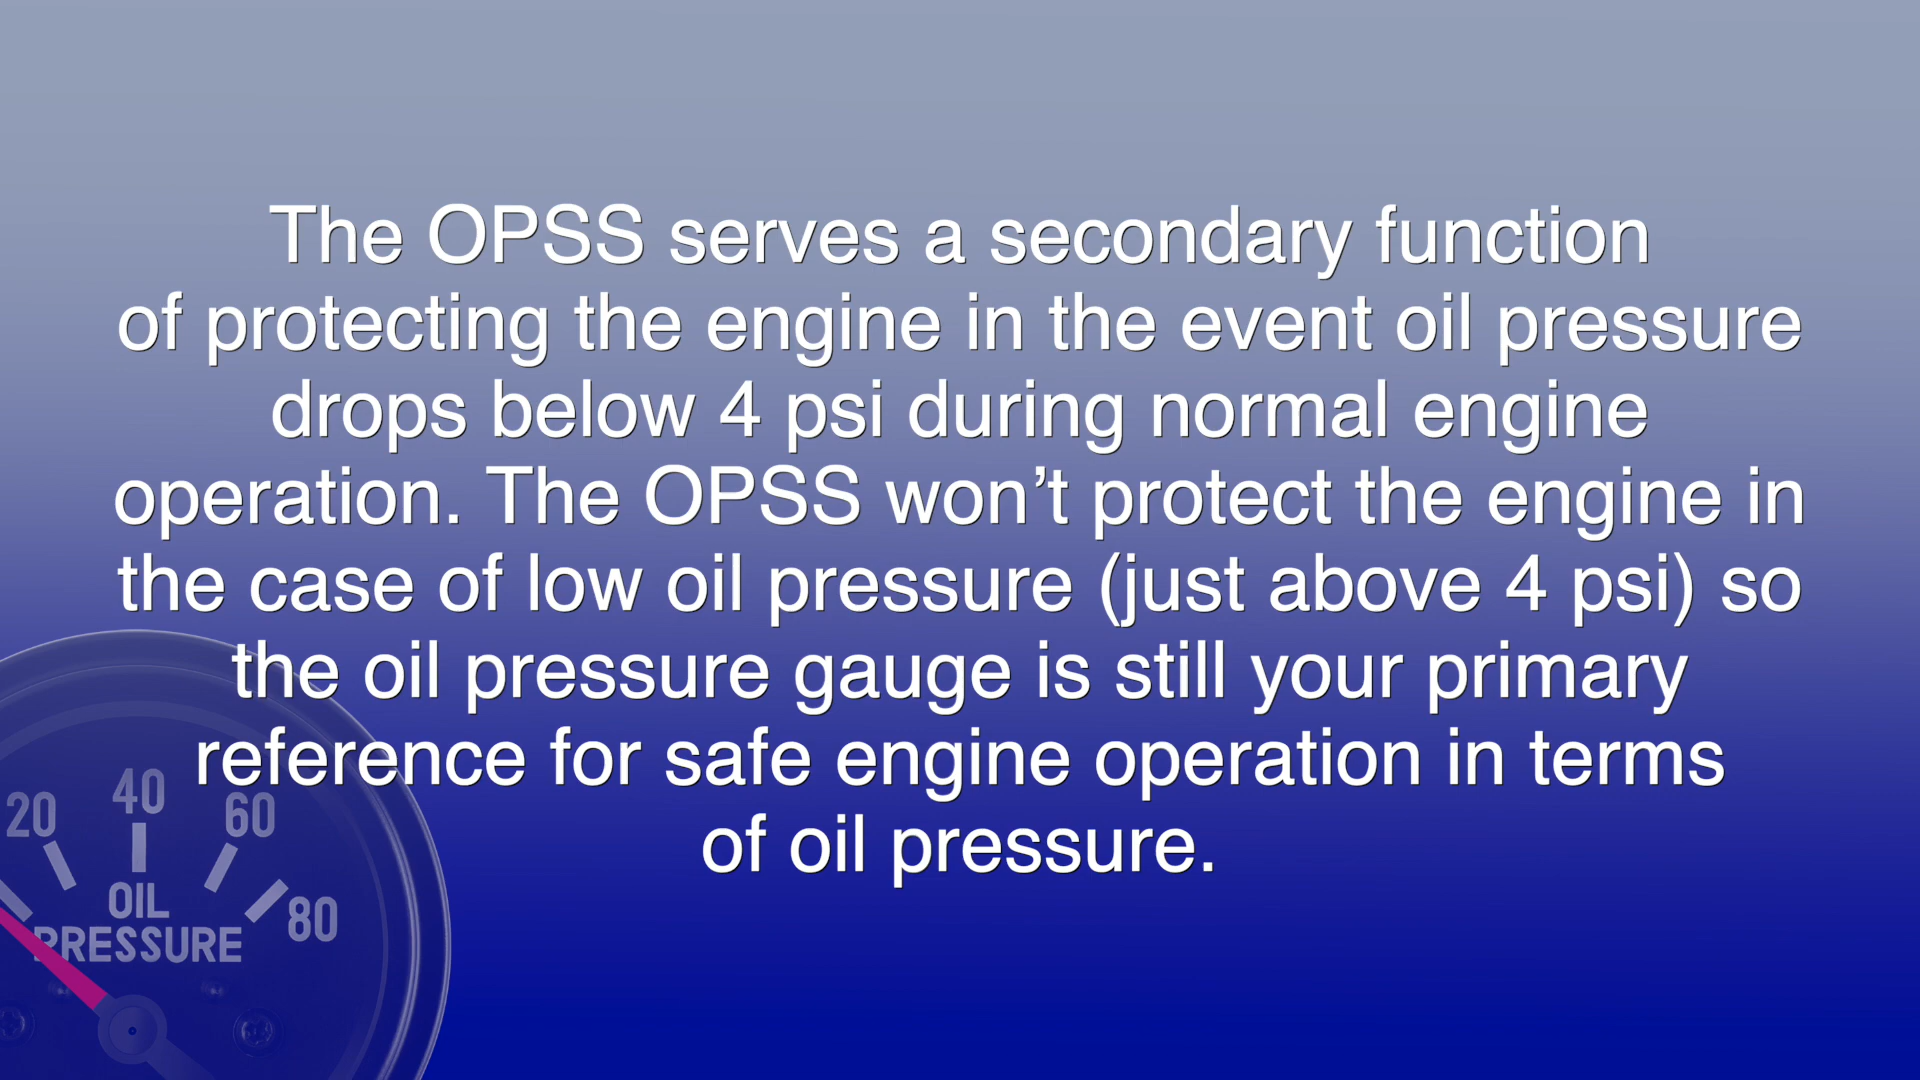 The OPSS serves a secondary function
of protecting the engine in the event oil pressure
drops below 4 psi during normal engine
operation. The OPSS won’t protect the engine in
the case of low oil pressure (just above 4 psi) so
the oil pressure gauge is still your primary
reference for safe engine operation in terms
of oil pressure.
20 40 60 80
OIL
PRESSURE